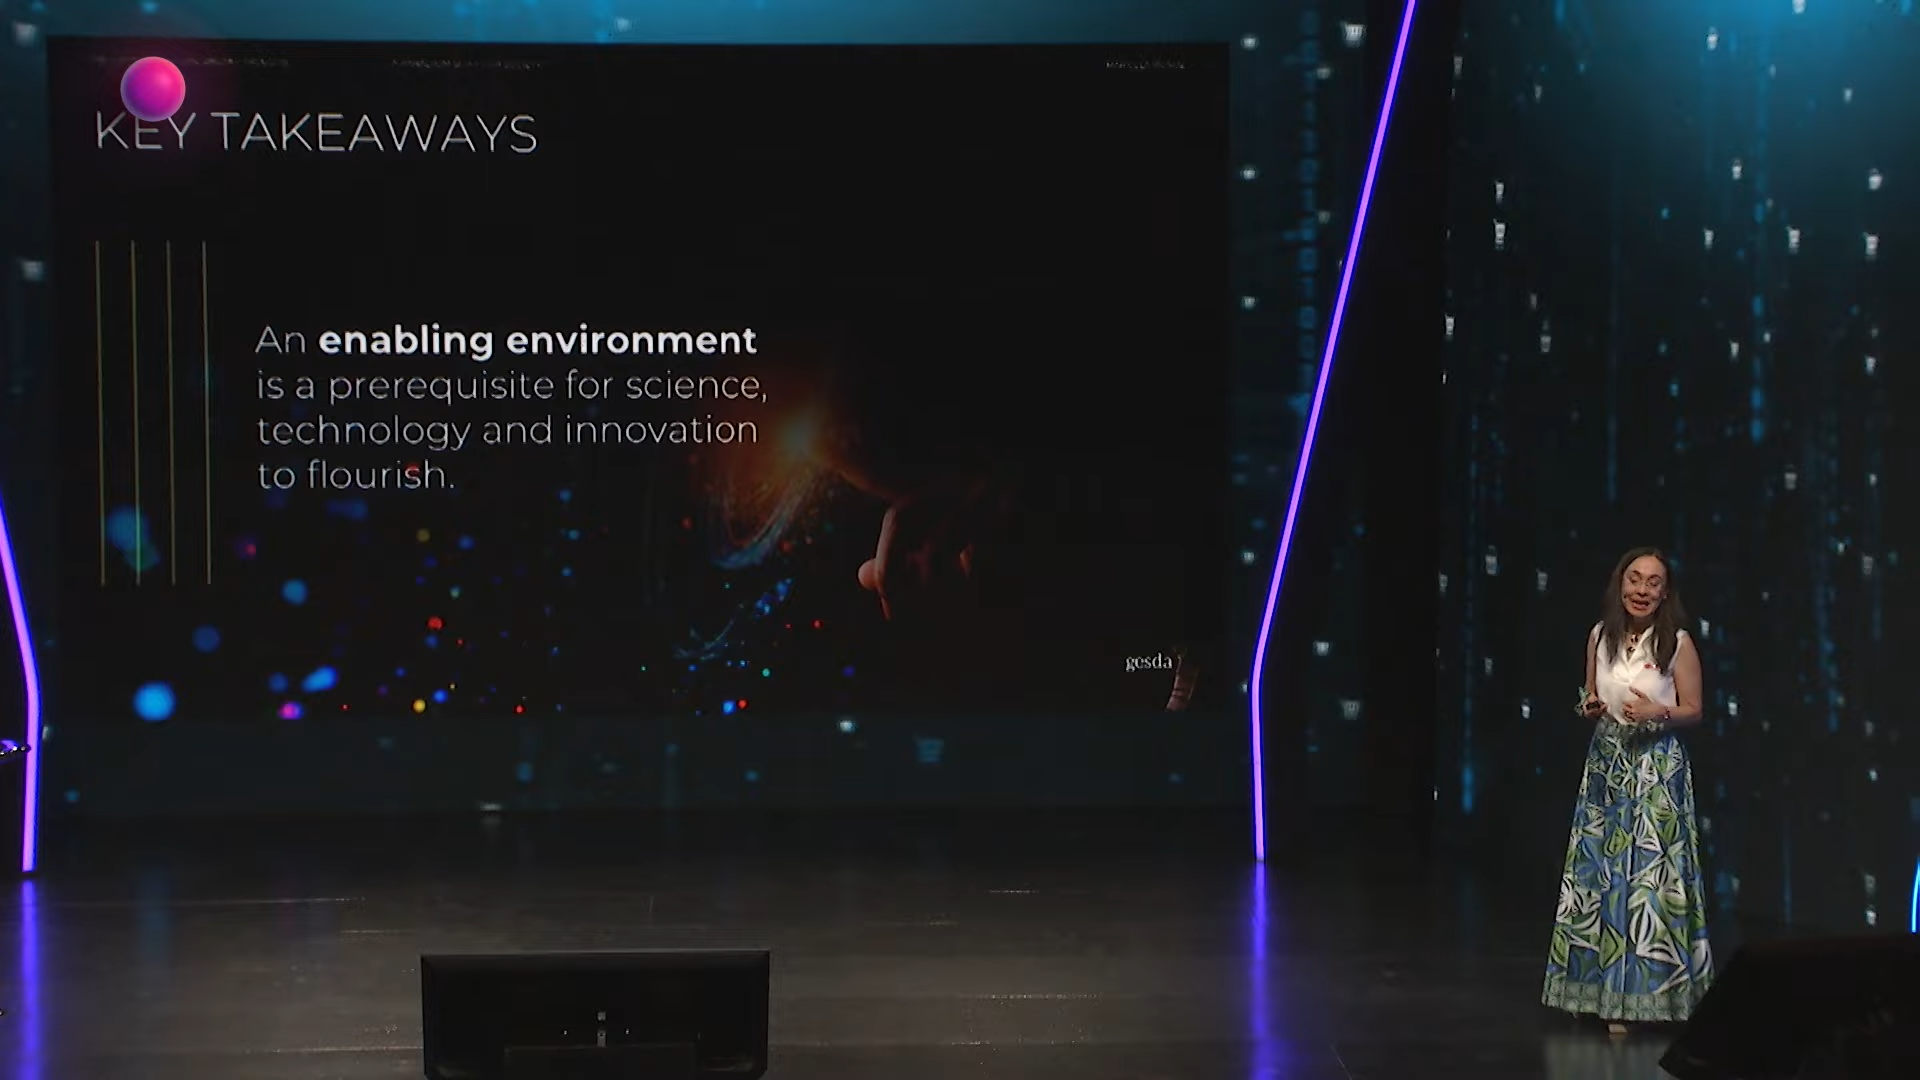 KEY TAKEAWAYS
An enabling environment
is a prerequisite for science,
technology and innovation
to flourish.
gesda